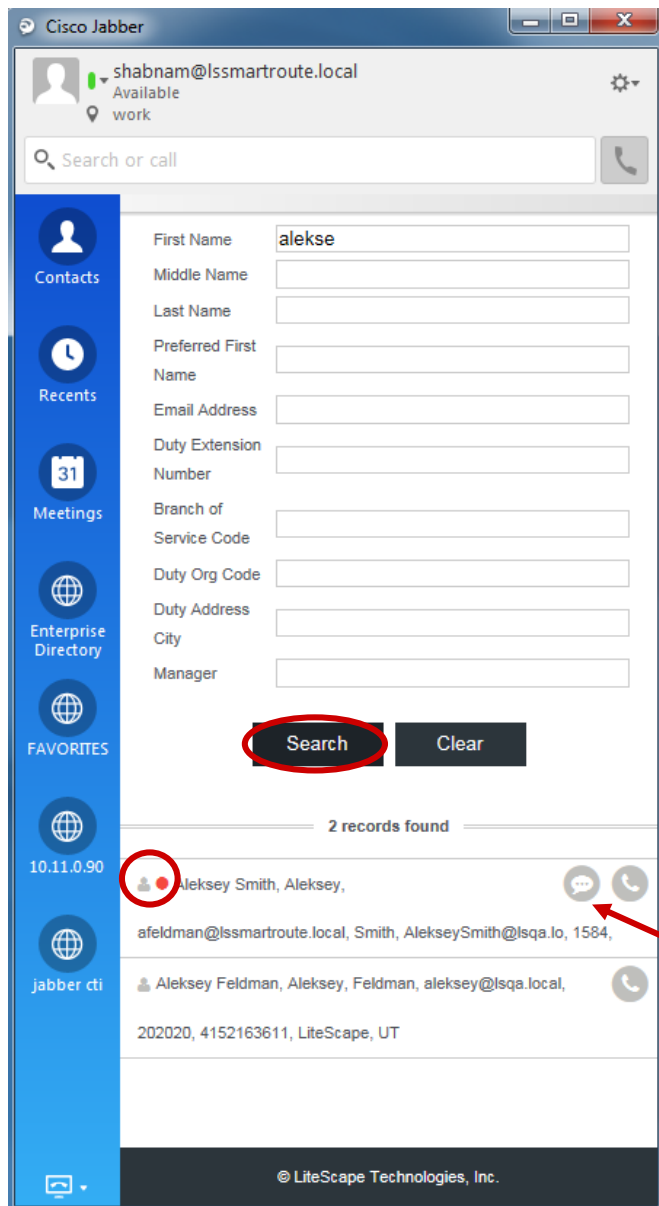 Cisco Jabber
shabnam@lssmartroute.local
Available
work
Search or call
Contacts
Recents
31
Meetings
Enterprise
Directory
FAVORITES
10.11.0.90
jabber cti
First Name alekse
Middle Name
Last Name
Preferred First
Name
Email Address
Duty Extension
Number
Branch of
Service Code
Duty Org Code
Duty Address
City
Manager
Search Clear
2 records found
Aleksey Smith, Aleksey,
afeldman@lssmartroute.local, Smith, AlekseySmith@lsqa.lo, 1584,
Aleksey Feldman, Aleksey, Feldman, aleksey@lsqa.local,
202020, 4152163611, LiteScape, UT
© LiteScape Technologies, Inc.